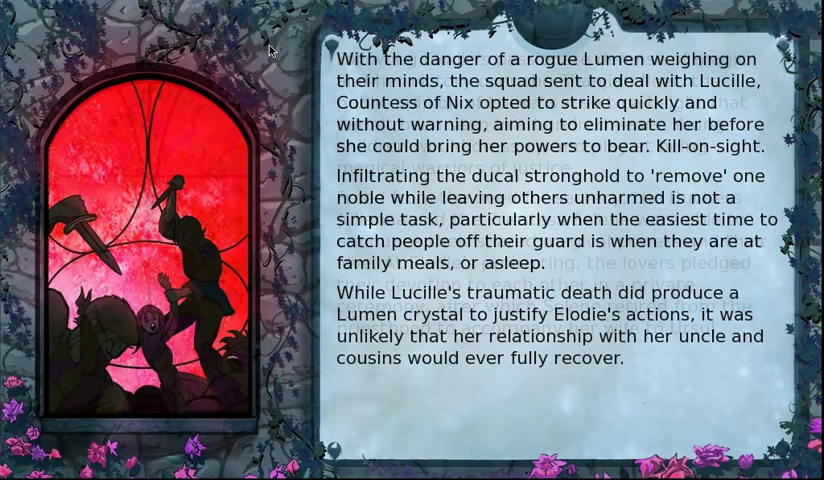 With the danger of a rogue Lumen weighing on
their minds, the squad sent to deal with Lucille,
Countess of Nix opted to strike quickly and
without warning, aiming to eliminate her before
she could bring her powers to bear. Kill-on-sight.
Infiltrating the ducal stronghold to 'remove' one
noble while leaving others unharmed is not a
simple task, particularly when the easiest time to
catch people off their guard is when they are at
family meals, or asleep.
While Lucille's traumatic death did produce a
Lumen crystal to justify Elodie's actions, it was
unlikely that her relationship with her uncle and
cousins would ever fully recover.